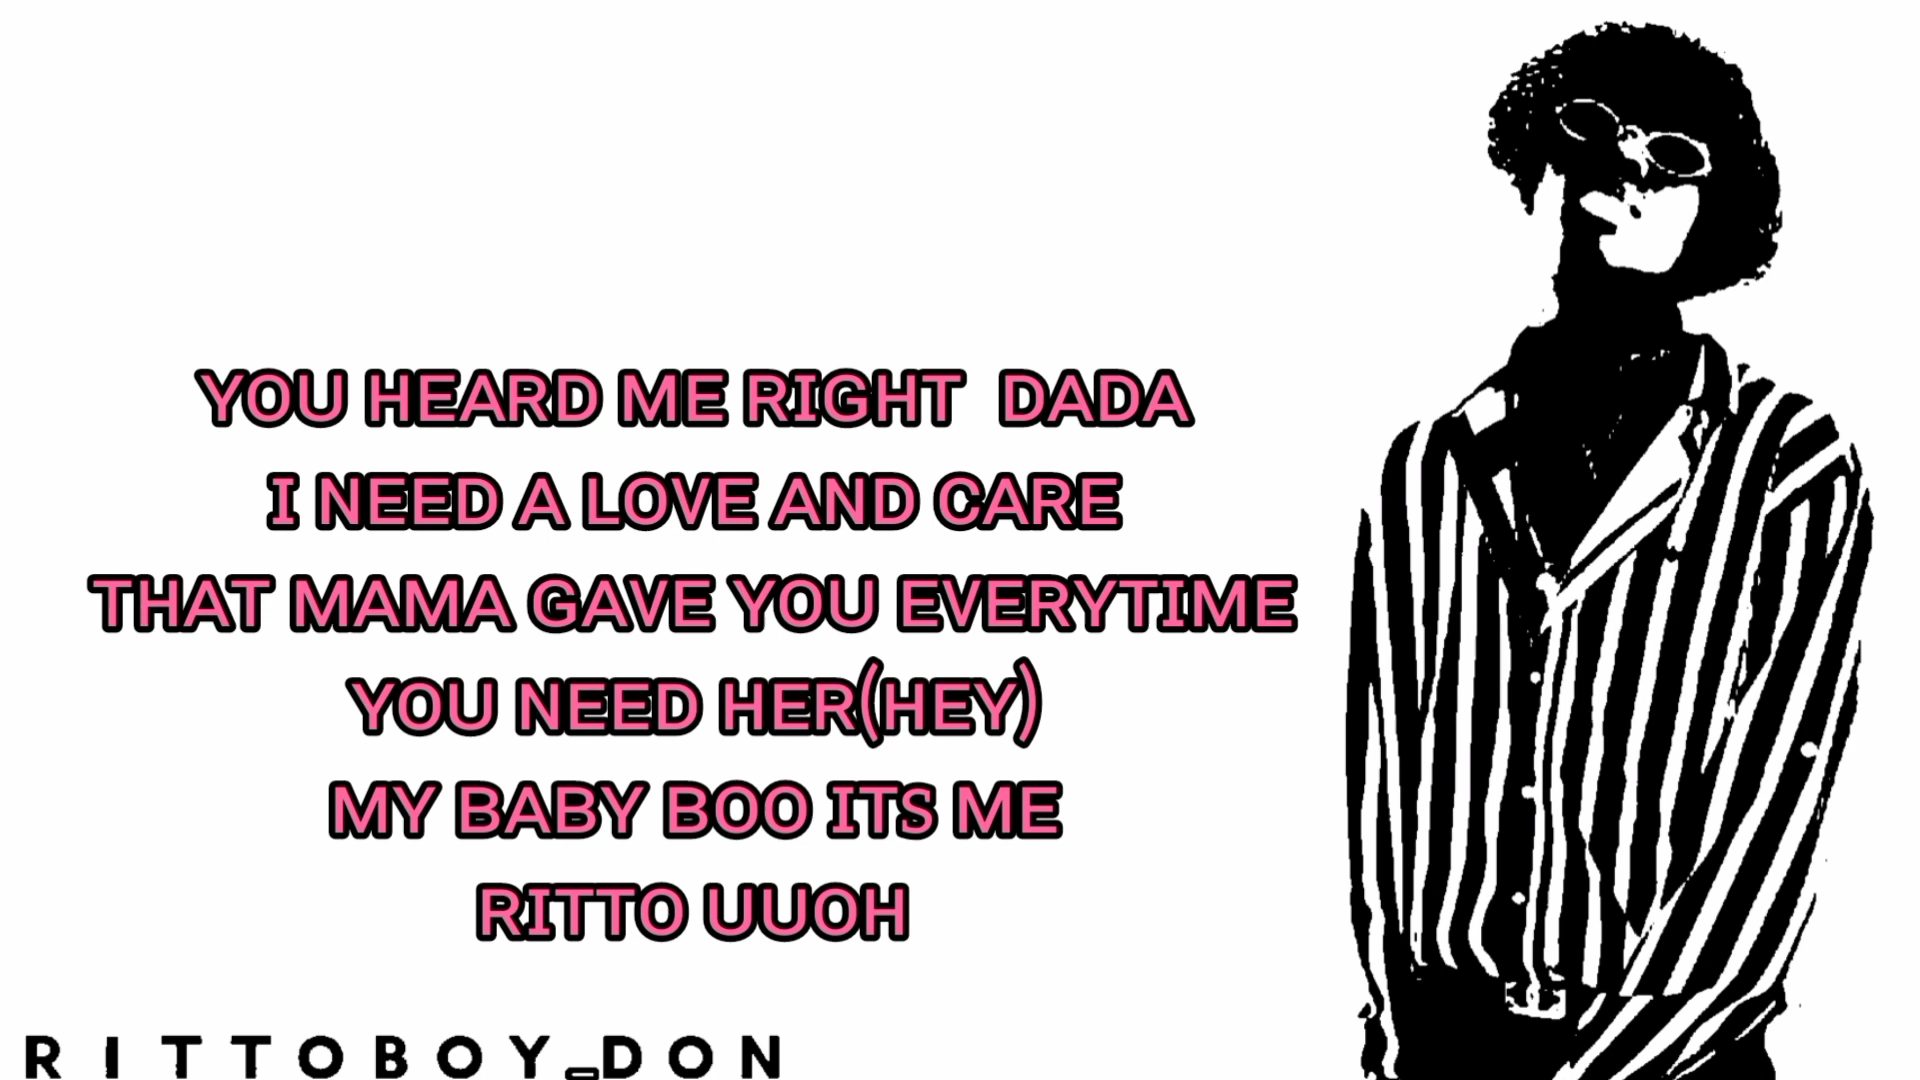 YOU HEARD ME RIGHT  DADA
I NEED A LOVE AND CARE
THAT MAMA GAVE YOU EVERYTIME
YOU NEED HER(HEY)
MY BABY BOO ITS ME
RITTO UUOH
RITTOBOY_DON